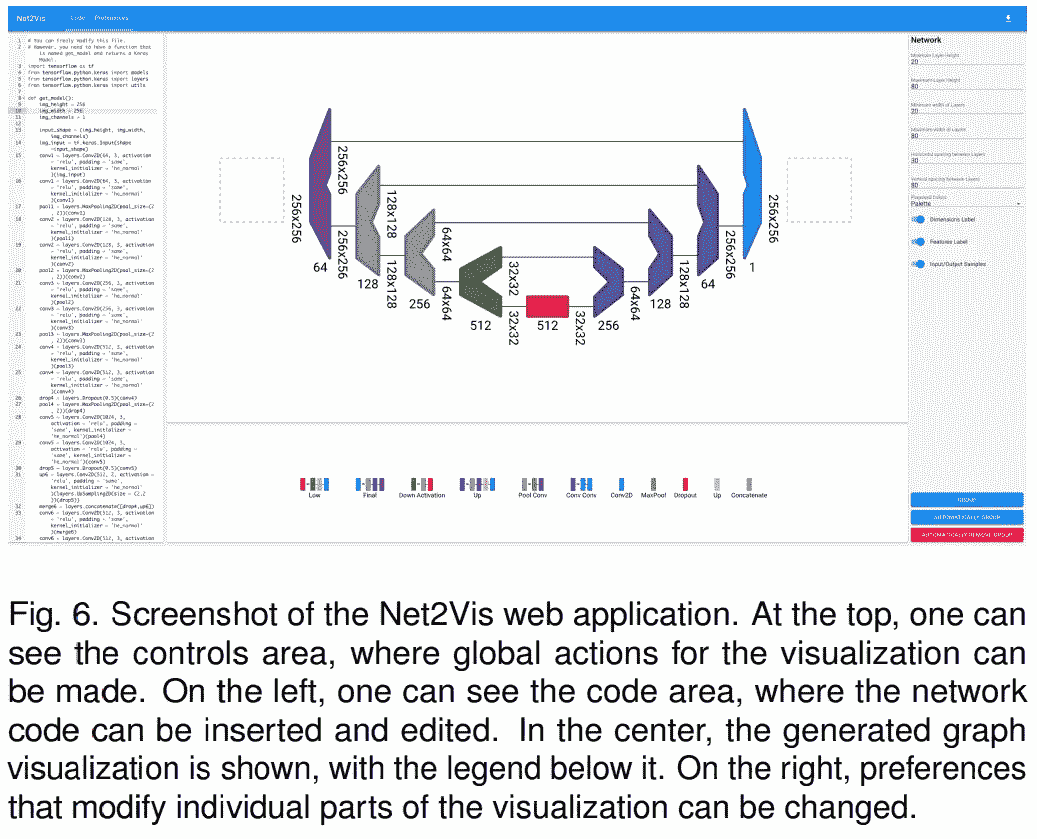 Net2Vis Code Preferences
1 # You can freely modify this file.
2 # However, you need to have a function that
is named get_model and returns a Keras
Model.
3 import tensorflow as tf
4 from tensorflow.python.keras import models
5 from tensorflow.python.keras import layers
6 from tensorflow.python.keras import utils
7
8 def get_model():
9 img_height = 256
10 img_width = 256
11 img_channels = 1
12
13 input_shape = (img_height, img_width,
img_channels)
14 img_input = tf.keras.Input(shape
=input_shape)
15 conv1 = layers.Conv2D(64, 3, activation
= 'relu', padding = 'same',
kernel_initializer = 'he_normal'
)(img_input)
16 conv1 = layers.Conv2D(64, 3, activation
= 'relu', padding = 'same',
kernel_initializer = 'he_normal'
)(conv1)
17 pool1 = layers.MaxPooling2D(pool_size=(2
, 2))(conv1)
18 conv2 = layers.Conv2D(128, 3, activation
= 'relu', padding = 'same',
kernel_initializer = 'he_normal'
)(pool1)
19 conv2 = layers.Conv2D(128, 3, activation
= 'relu', padding = 'same',
kernel_initializer = 'he_normal'
)(conv2)
20 pool2 = layers.MaxPooling2D(pool_size=(2
, 2))(conv2)
21 conv3 = layers.Conv2D(256, 3, activation
= 'relu', padding = 'same',
kernel_initializer = 'he_normal'
)(pool2)
22 conv3 = layers.Conv2D(256, 3, activation
= 'relu', padding = 'same',
kernel_initializer = 'he_normal'
)(conv3)
23 pool3 = layers.MaxPooling2D(pool_size=(2
, 2))(conv3)
24 conv4 = layers.Conv2D(512, 3, activation
= 'relu', padding = 'same',
kernel_initializer = 'he_normal'
)(pool3)
25 conv4 = layers.Conv2D(512, 3, activation
= 'relu', padding = 'same',
kernel_initializer = 'he_normal'
)(conv4)
26 drop4 = layers.Dropout(0.5)(conv4)
27 pool4 = layers.MaxPooling2D(pool_size=(2
, 2))(drop4)
28 conv5 = layers.Conv2D(1024, 3,
activation = 'relu', padding =
'same', kernel_initializer =
'he_normal')(pool4)
29 conv5 = layers.Conv2D(1024, 3,
activation = 'relu', padding =
'same', kernel_initializer =
'he_normal')(conv5)
30 drop5 = layers.Dropout(0.5)(conv5)
31 up6 = layers.Conv2D(512, 2, activation =
'relu', padding = 'same',
kernel_initializer = 'he_normal'
)(layers.UpSampling2D(size = (2,2
))(drop5))
32 merge6 = layers.concatenate([drop4,up6])
33 conv6 = layers.Conv2D(512, 3, activation
= 'relu', padding = 'same',
kernel_initializer = 'he_normal'
)(merge6)
34 conv6 = layers.Conv2D(512, 3, activation
256x256
256x256
256x256
64
128x128
128x128
128
64x64
64x64
256
32x32
32x32
512
512
32x32
256
64x64
128
128x128
64
256x256
1
256x256
Low Final Down Activation Up Pool Conv Conv Conv Conv2D MaxPool Dropout Up Concatenate
Network
Minimum Layer Height
20
Maximum Layer Height
80
Minimum width of Layers
20
Maximum width of Layers
80
Horizontal spacing between Layers
30
Vertical spacing between Layers
80
Palette
Dimensions Label
Features Label
Input/Output Samples
GROUP
AUTOMATICALLY GROUP
Fig. 6. Screenshot of the Net2Vis web application. At the top, one can
see the controls area, where global actions for the visualization can
be made. On the left, one can see the code area, where the network
code can be inserted and edited. In the center, the generated graph
visualization is shown, with the legend below it. On the right, preferences
that modify individual parts of the visualization can be changed.